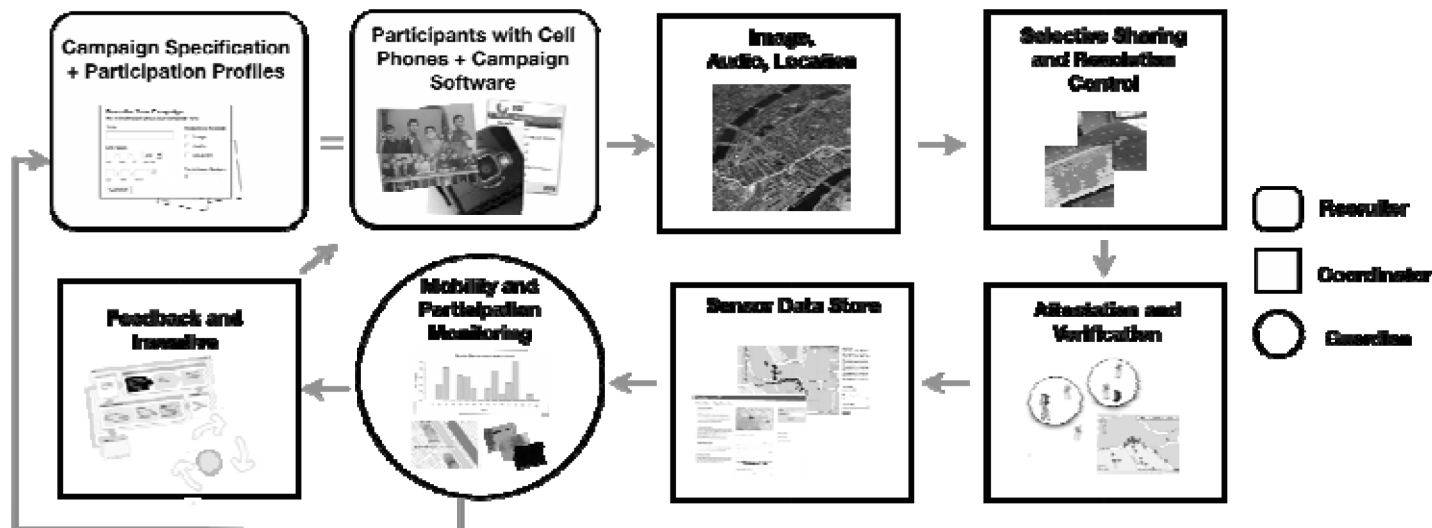 Campaign Specification
+ Participation Profiles
=
Participants with Cell
Phones + Campaign
Software
Image,
Audio, Location
Selective Sharing
and Resolution
Control
Recruiter
Coordinator
Guardian
Feedback and
Incentive
Mobility and
Participation
Monitoring
Sensor Data Store
Attestation and
Verification